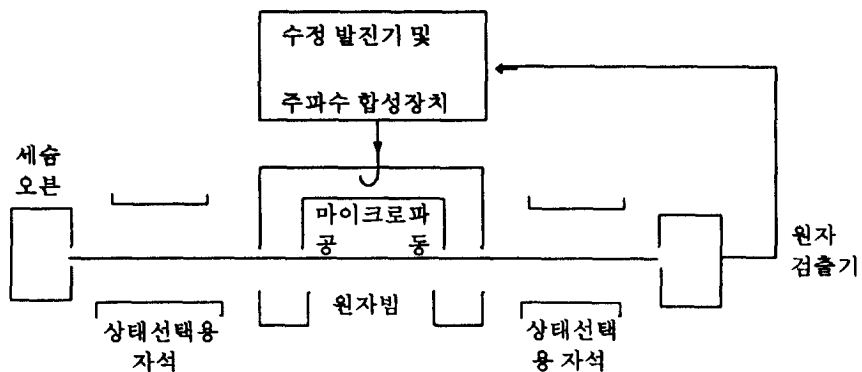 수정 발진기 및
주파수 합성장치
세슘
오븐
마이크로파
공 동
원자
검출기
원자빔
상태선택용
자석
상태선택
용 자석